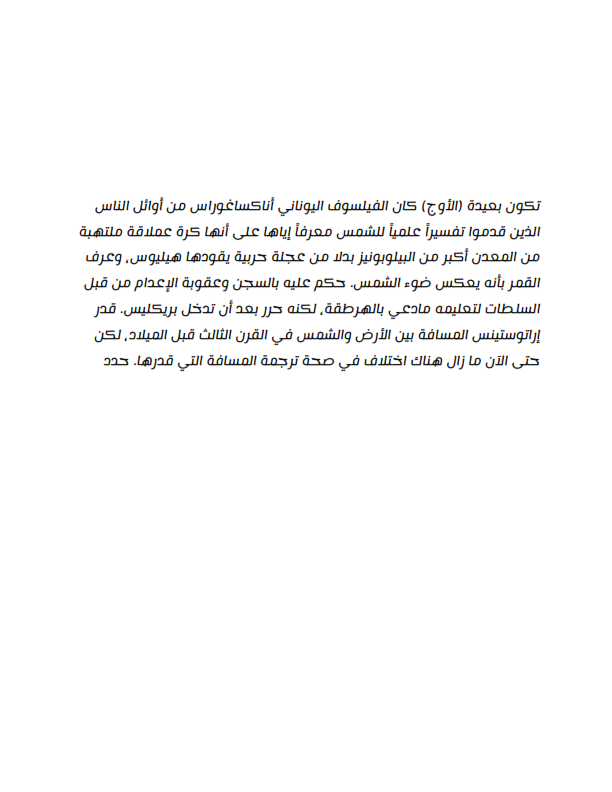 تكون بعيدة (الأوج) كان الفيلسوف اليوناني أناكساغوراس من أوائل الناس
الذين قدموا تفسيراً علمياً للشمس معرفاً إياها على أنها كرة عملاقة ملتهبة
من المعدن أكبر من البيلوبونيز بدلا من عجلة حربية يقودها هيليوس، وعرف
القمر بأنه يعكس ضوء الشمس. حكم عليه بالسجن وعقوبة الإعدام من قبل
السلطات لتعليمه مادعي بالهرطقة، لكنه حرر بعد أن تدخل بريكليس. قدر
إراتوستينس المسافة بين الأرض والشمس في القرن الثالث قبل الميلاد، لكن
حتى الآن ما زال هناك اختلاف في صحة ترجمة المسافة التي قدرها. حدد